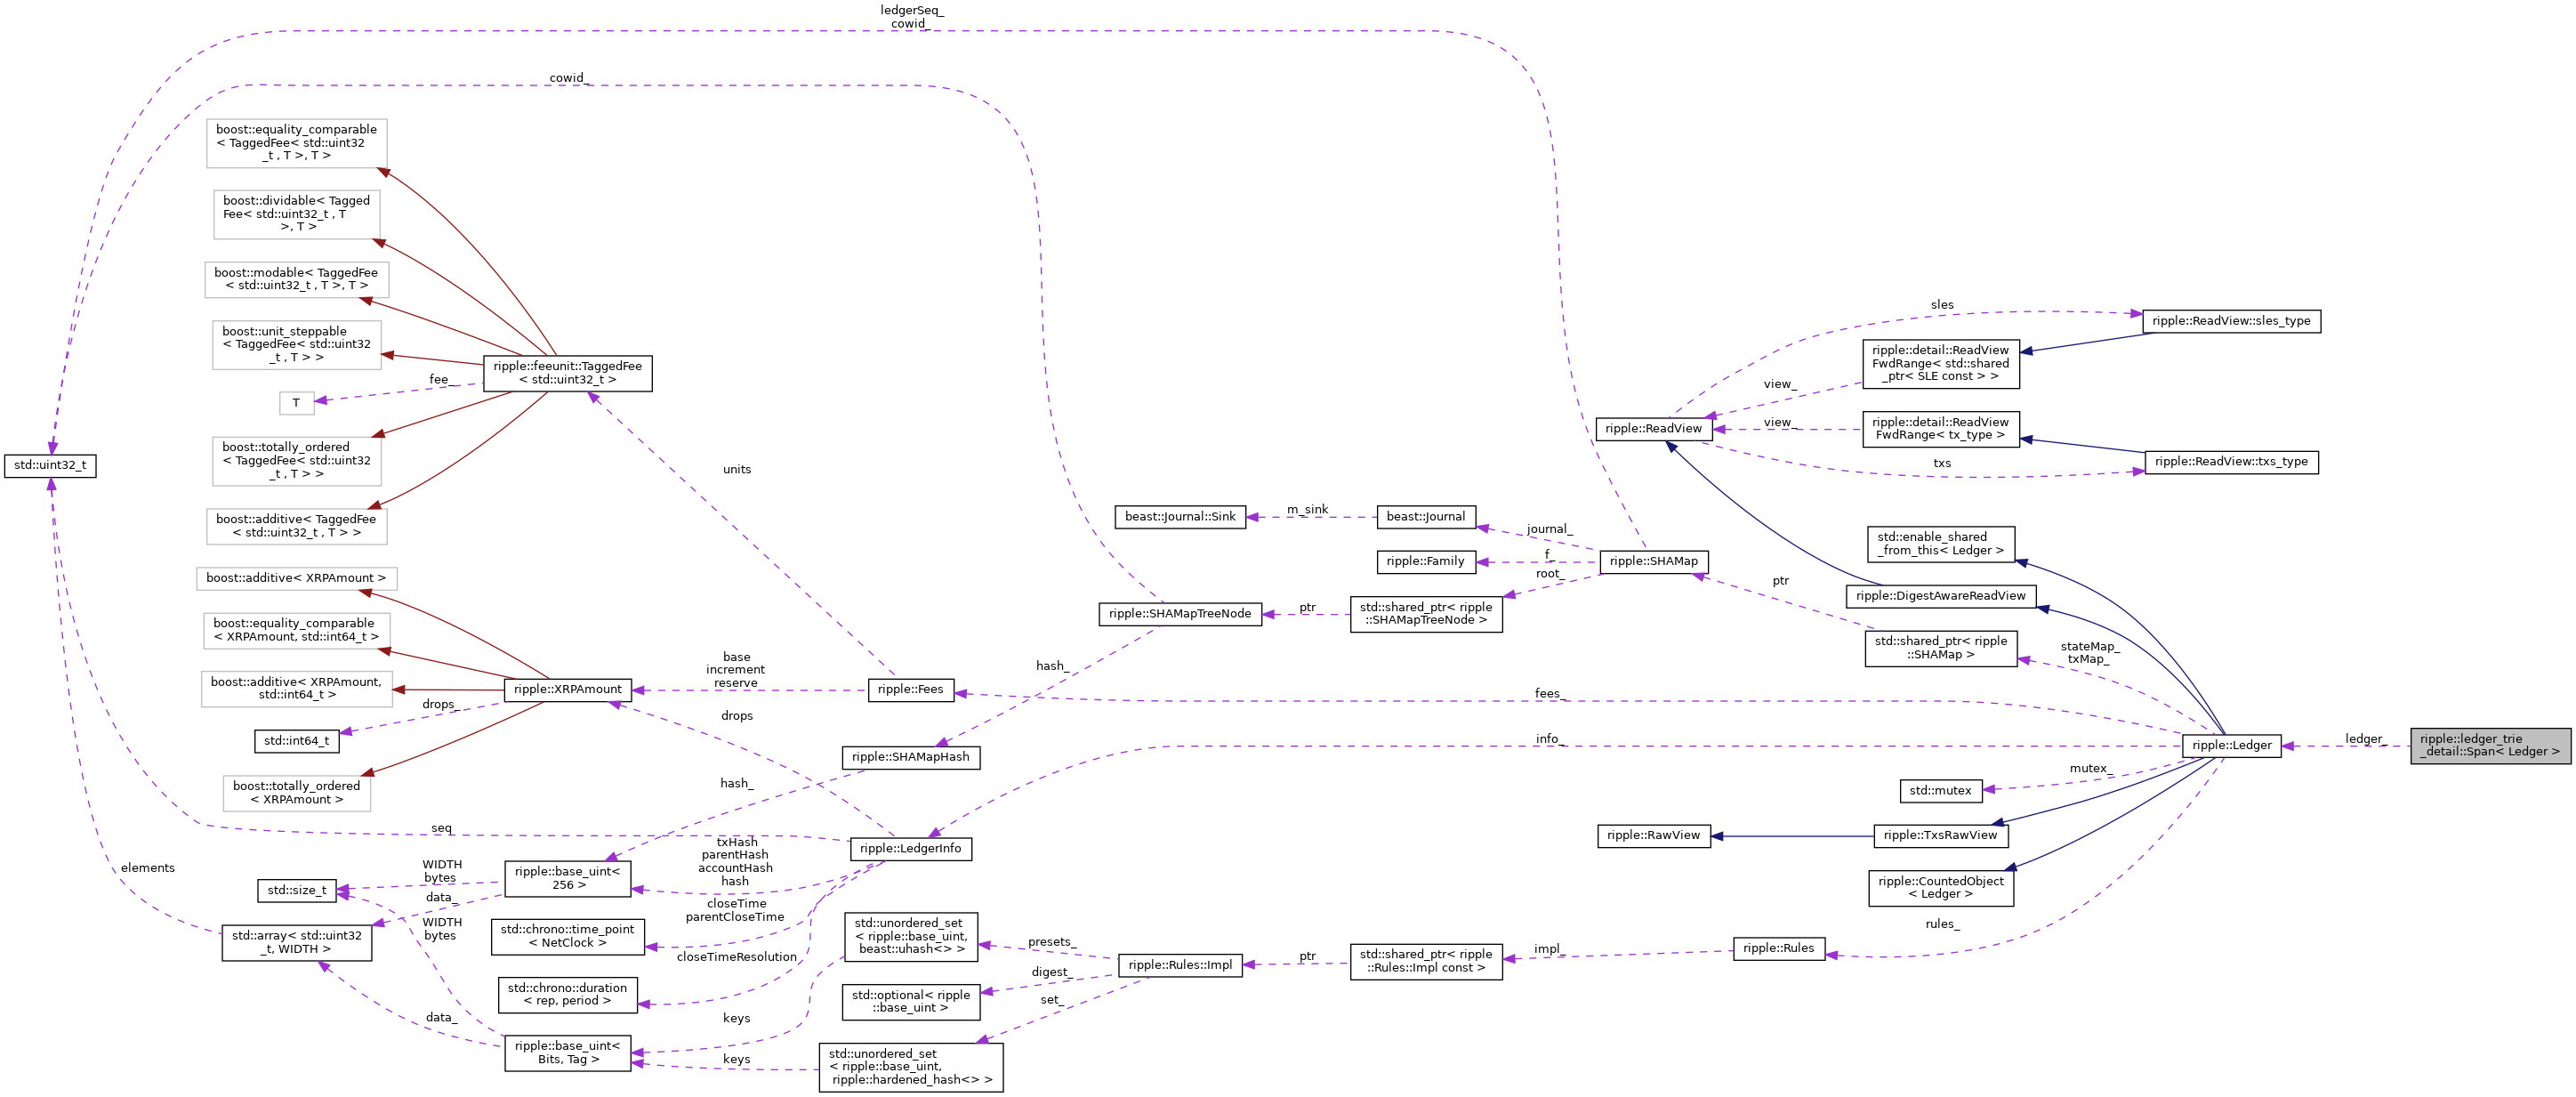 ledgerSeq_
cowid_
cowid_
boost::equality_comparable
< TaggedFee< std::uint32
_t , T >, T >
boost::dividable< Tagged
Fee< std::uint32_t , T
>, T >
boost::modable< TaggedFee
< std::uint32_t , T >, T >
boost::unit_steppable
< TaggedFee< std::uint32
_t , T > >
T
boost::totally_ordered
< TaggedFee< std::uint32
_t , T > >
boost::additive< TaggedFee
< std::uint32_t , T > >
fee_
ripple::feeunit::TaggedFee
< std::uint32_t >
std::uint32_t
units
boost::additive< XRPAmount >
boost::equality_comparable
< XRPAmount, std::int64_t >
boost::additive< XRPAmount,
std::int64_t >
std::int64_t
boost::totally_ordered
< XRPAmount >
drops_
ripple::XRPAmount
base
increment
reserve
drops
ripple::Fees
hash_
ripple::SHAMapHash
hash_
seq
ripple::LedgerInfo
txHash
parentHash
accountHash
hash
closeTime
parentCloseTime
closeTimeResolution
elements
WIDTH
bytes
data_
WIDTH
bytes
data_
std::size_t
std::array< std::uint32
_t, WIDTH >
ripple::base_uint<
256 >
std::chrono::time_point
< NetClock >
std::chrono::duration
< rep, period >
ripple::base_uint<
Bits, Tag >
keys
keys
std::unordered_set
< ripple::base_uint,
beast::uhash<> >
std::optional< ripple
::base_uint >
std::unordered_set
< ripple::base_uint,
ripple::hardened_hash<> >
presets_
digest_
set_
ripple::Rules::Impl
ptr
std::shared_ptr< ripple
::Rules::Impl const >
impl_
ripple::Rules
rules_
beast::Journal::Sink
m_sink
beast::Journal
journal_
ripple::Family
f_
root_
ripple::SHAMap
ripple::SHAMapTreeNode
ptr
std::shared_ptr< ripple
::SHAMapTreeNode >
fees_
info_
sles
ripple::ReadView::sles_type
ripple::detail::ReadView
FwdRange< std::shared
_ptr< SLE const > >
view_
ripple::ReadView
view_
ripple::detail::ReadView
FwdRange< tx_type >
txs
ripple::ReadView::txs_type
std::enable_shared
_from_this< Ledger >
ptr
ripple::DigestAwareReadView
std::shared_ptr< ripple
::SHAMap >
stateMap_
txMap_
ripple::Ledger
ledger_
ripple::ledger_trie
_detail::Span< Ledger >
mutex_
std::mutex
ripple::RawView
ripple::TxsRawView
ripple::CountedObject
< Ledger >